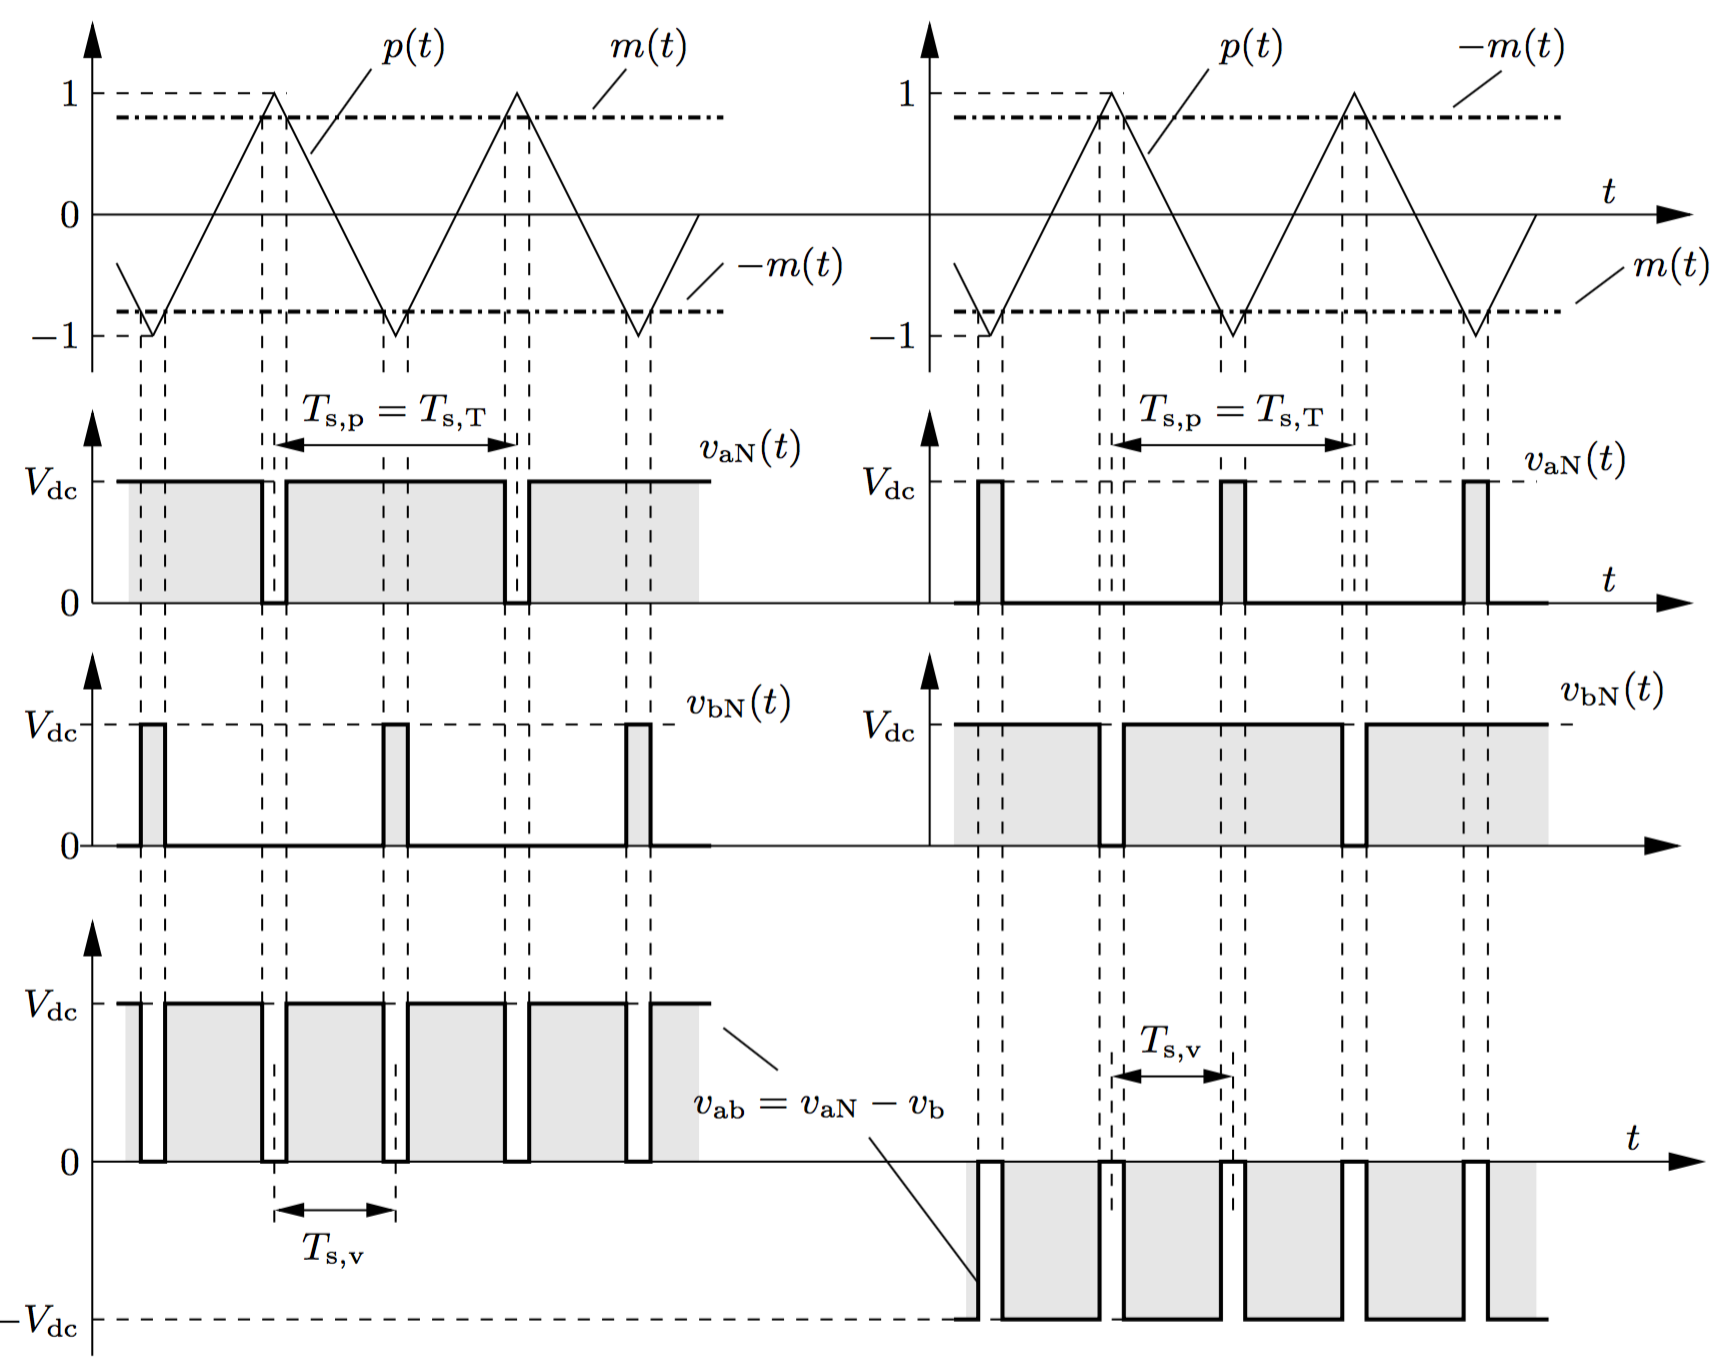 p(t) m(t) p(t) −m(t)
1 1
0 t
−m(t) m(t)
−1 −1
T_{s,p} = T_{s,T} T_{s,p} = T_{s,T}
v_{aN}(t) v_{aN}(t)
V_{dc} V_{dc}
0 t
v_{bN}(t) v_{bN}(t)
V_{dc} V_{dc}
0
V_{dc}
T_{s,v}
v_{ab} = v_{aN} − v_{b}
0 t
T_{s,v}
−V_{dc}